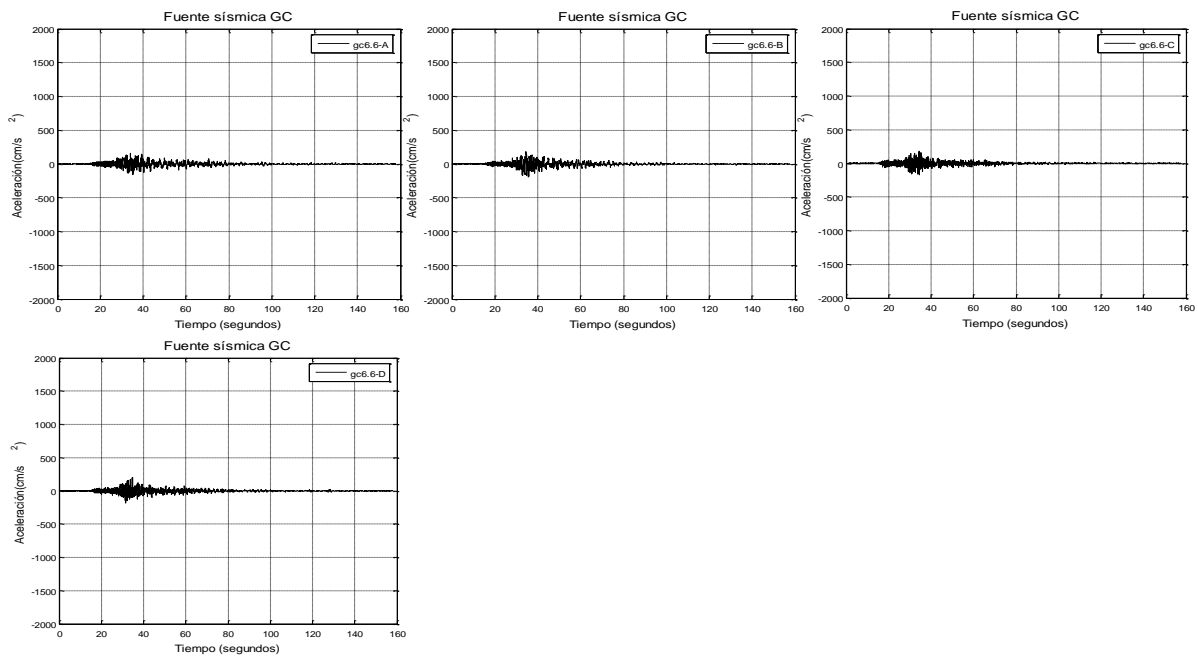 Fuente sísmica GC
gc6.6-A
2000
1500
1000
500
0
-500
-1000
-1500
-2000
Aceleración(cm/s 2)
0 20 40 60 80 100 120 140 160
Tiempo (segundos)
Fuente sísmica GC
gc6.6-B
2000
1500
1000
500
0
-500
-1000
-1500
-2000
Aceleración(cm/s 2)
0 20 40 60 80 100 120 140 160
Tiempo (segundos)
Fuente sísmica GC
gc6.6-C
2000
1500
1000
500
0
-500
-1000
-1500
-2000
Aceleración(cm/s 2)
0 20 40 60 80 100 120 140 160
Tiempo (segundos)
Fuente sísmica GC
gc6.6-D
2000
1500
1000
500
0
-500
-1000
-1500
-2000
Aceleración(cm/s 2)
0 20 40 60 80 100 120 140 160
Tiempo (segundos)